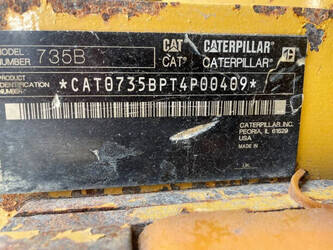 MODEL NUMBER 735B CAT CATERPILLAR
CAT® CATERPILLAR®
PRODUCT IDENTIFICATION NUMBER *CAT0735BPT4P00409*
CATERPILLAR, INC.
PEORIA, IL 61629
USA
MADE IN